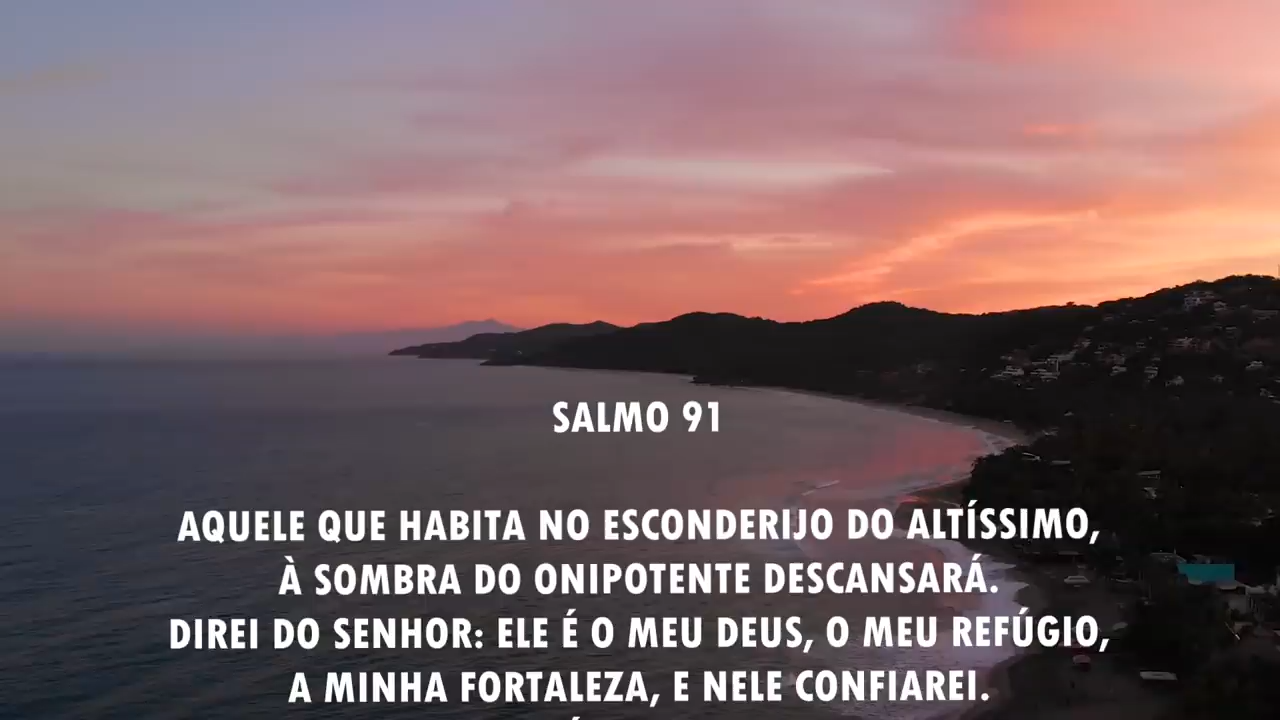 SALMO 91
AQUELE QUE HABITA NO ESCONDERIJO DO ALTÍSSIMO,
À SOMBRA DO ONIPOTENTE DESCANSARÁ.
DIREI DO SENHOR: ELE É O MEU DEUS, O MEU REFÚGIO,
A MINHA FORTALEZA, E NELE CONFIAREI.